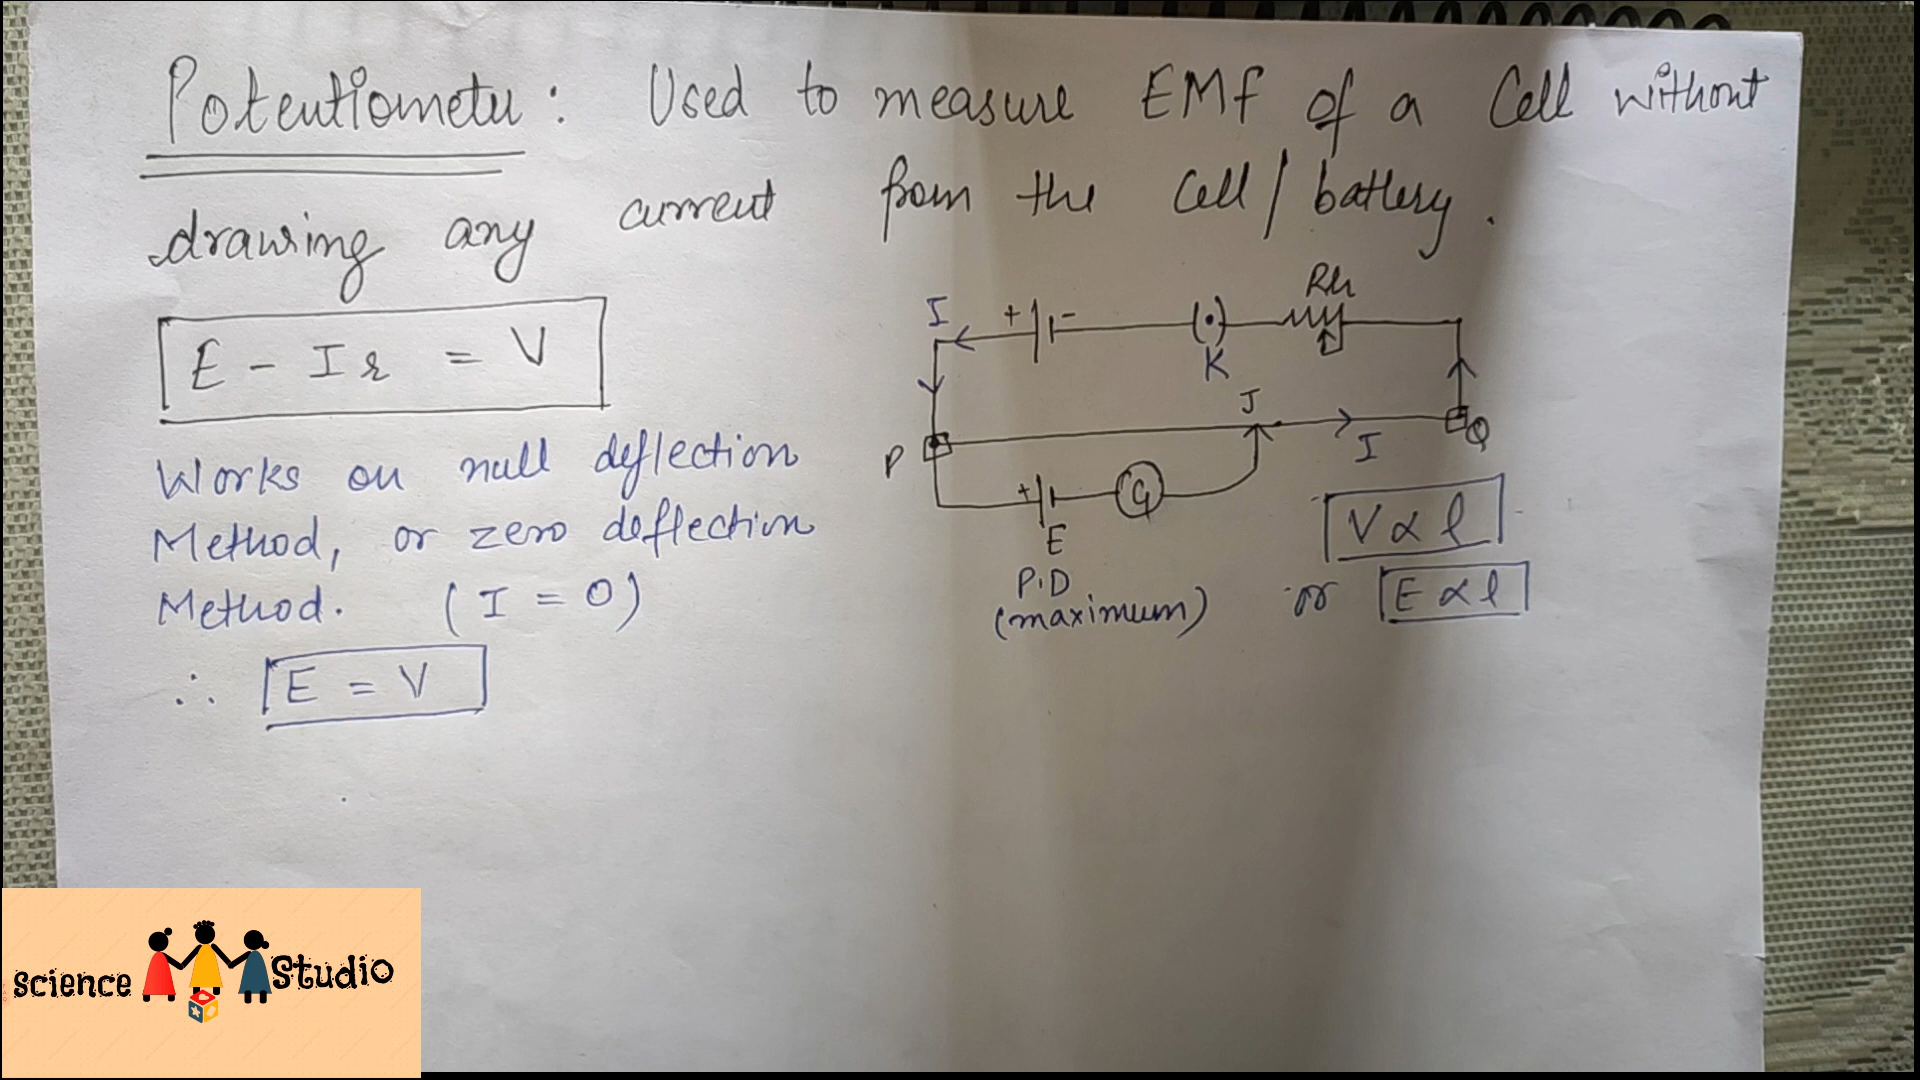 Potentiometer : Used to measure EMf of a Cell without
drawing any current from the Cell / battery.
E - Ir = V
Works on null deflection
Method, or zero deflection
Method. ( I = 0 )
∴ E = V
I + - ( • ) Rh
K
J
P I Q
+ G
E
P.D
(maximum)
V ∝ l
or E ∝ l
science Studio